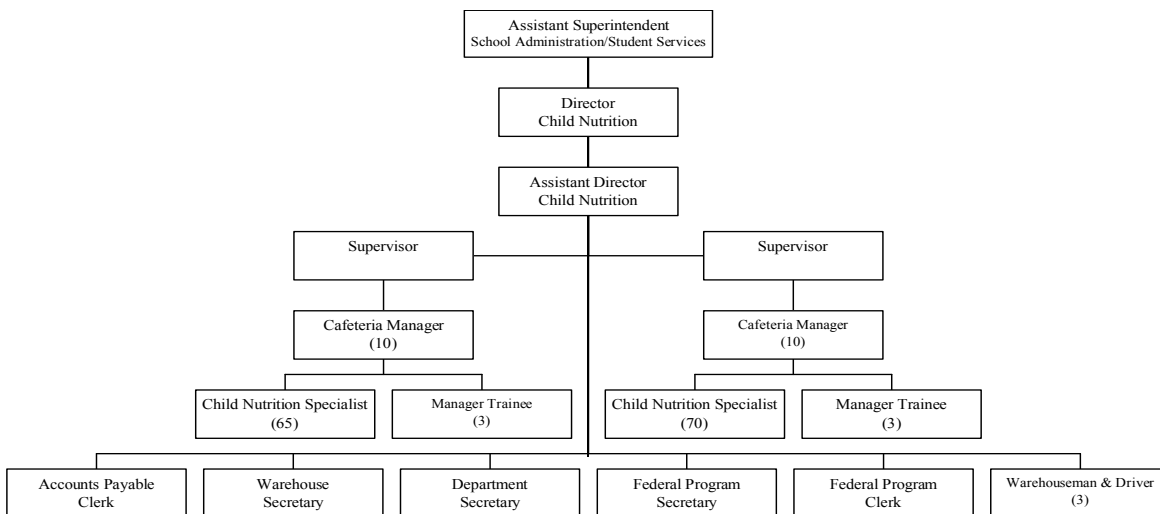 Assistant Superintendent
School Administration/Student Services
Director
Child Nutrition
Assistant Director
Child Nutrition
Supervisor
Supervisor
Cafeteria Manager
(10)
Cafeteria Manager
(10)
Child Nutrition Specialist
(65)
Manager Trainee
(3)
Child Nutrition Specialist
(70)
Manager Trainee
(3)
Accounts Payable
Clerk
Warehouse
Secretary
Department
Secretary
Federal Program
Secretary
Federal Program
Clerk
Warehouseman & Driver
(3)